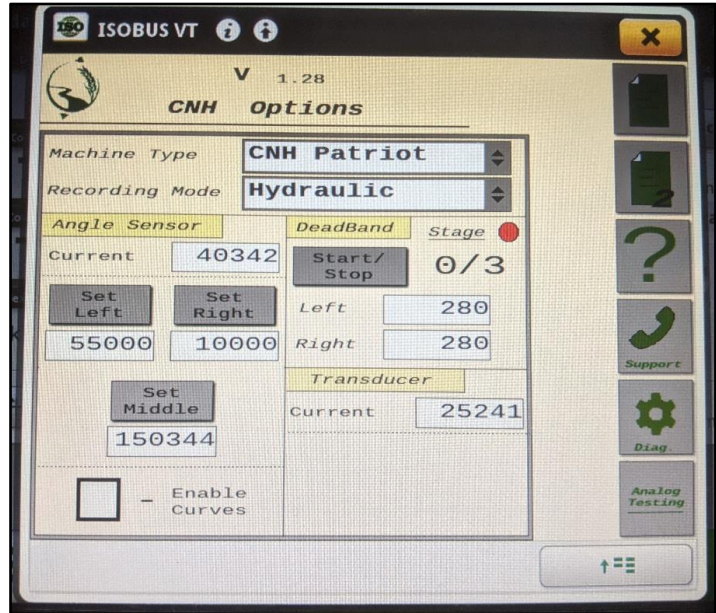 ISO ISOBUS VT i
V 1.28
CNH Options
Machine Type CNH Patriot
Recording Mode Hydraulic
Angle Sensor
Current 40342
Set Left
Set Right
55000 10000
Set Middle
150344
- Enable Curves
DeadBand Stage
Start/Stop 0/3
Left 280
Right 280
Transducer
Current 25241
2
?
Support
Diag.
Analog Testing